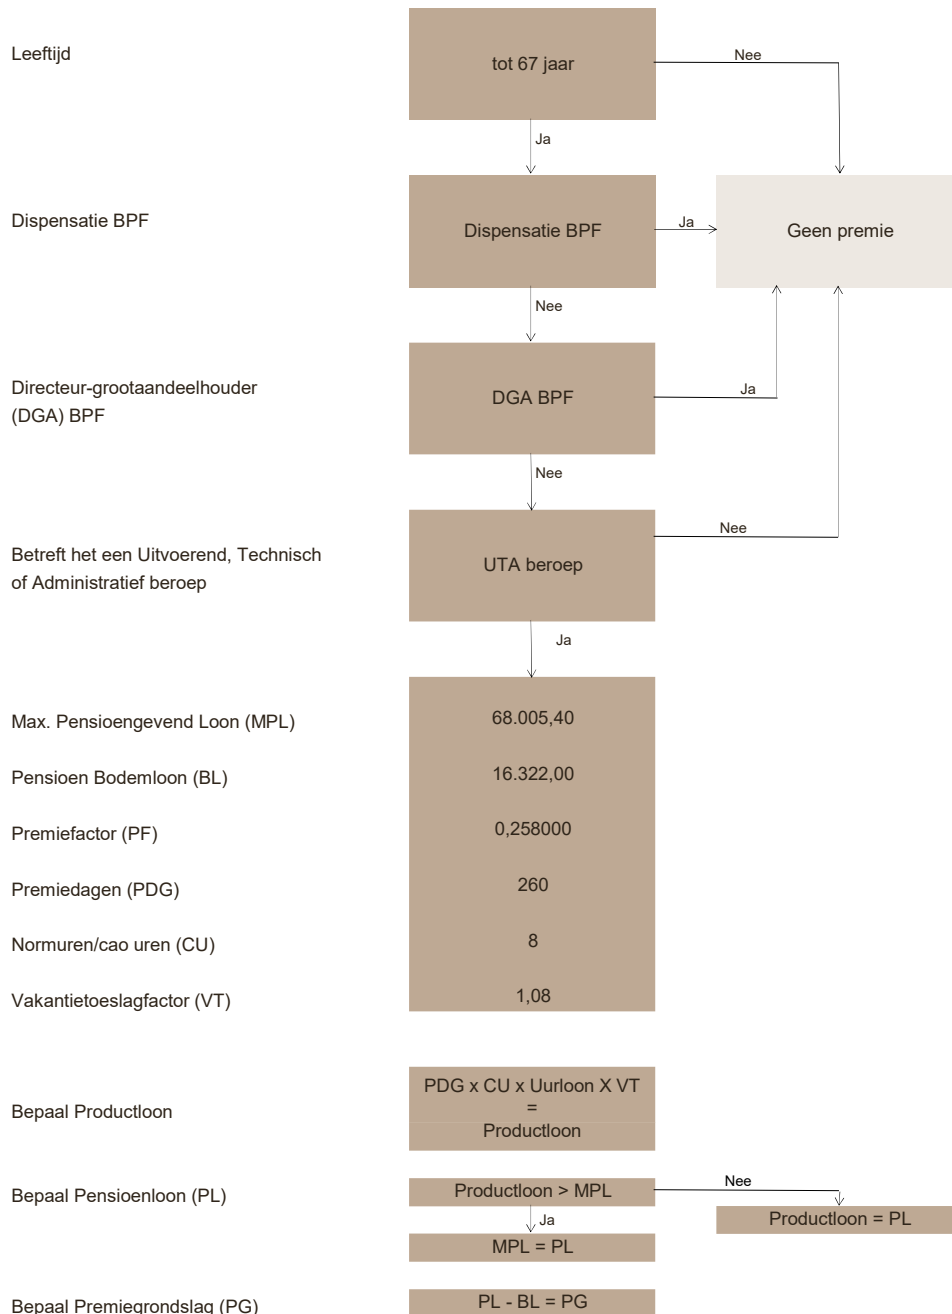 Leeftijd
tot 67 jaar
Nee
Ja
Dispensatie BPF
Dispensatie BPF
Ja
Geen premie
Nee
Directeur-grootaandeelhouder
(DGA) BPF
DGA BPF
Ja
Nee
Betreft het een Uitvoerend, Technisch
of Administratief beroep
UTA beroep
Nee
Ja
Max. Pensioengevend Loon (MPL)
68.005,40
Pensioen Bodemloon (BL)
16.322,00
Premiefactor (PF)
0,258000
Premiedagen (PDG)
260
Normuren/cao uren (CU)
8
Vakantietoeslagfactor (VT)
1,08
Bepaal Productloon
PDG x CU x Uurloon X VT
=
Productloon
Bepaal Pensioenloon (PL)
Productloon > MPL
Nee
Ja
Productloon = PL
MPL = PL
Bepaal Premiegrondslag (PG)
PL - BL = PG